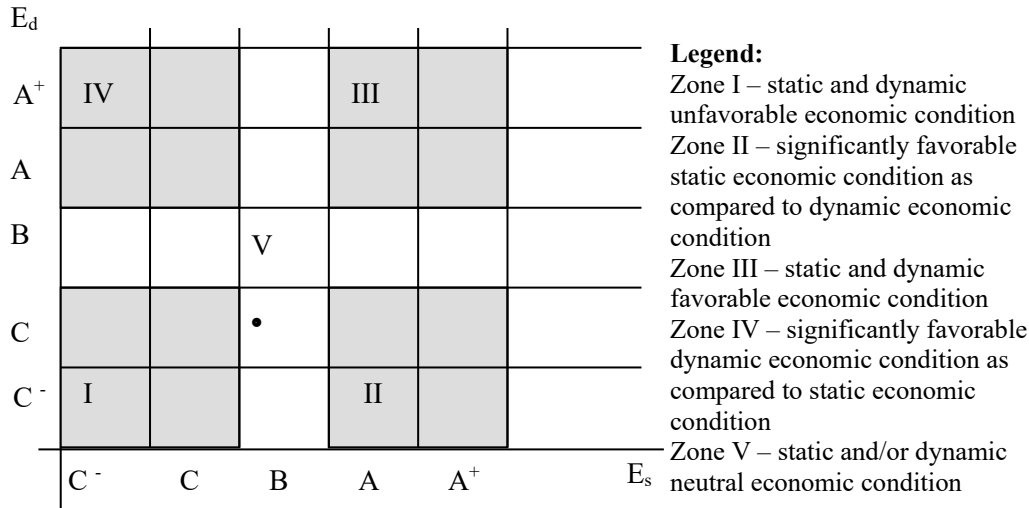 E_d
A⁺ IV III
A
B V
C
C ⁻ I II
C ⁻ C B A A⁺ E_s
Legend:
Zone I – static and dynamic
unfavorable economic condition
Zone II – significantly favorable
static economic condition as
compared to dynamic economic
condition
Zone III – static and dynamic
favorable economic condition
Zone IV – significantly favorable
dynamic economic condition as
compared to static economic
condition
Zone V – static and/or dynamic
neutral economic condition